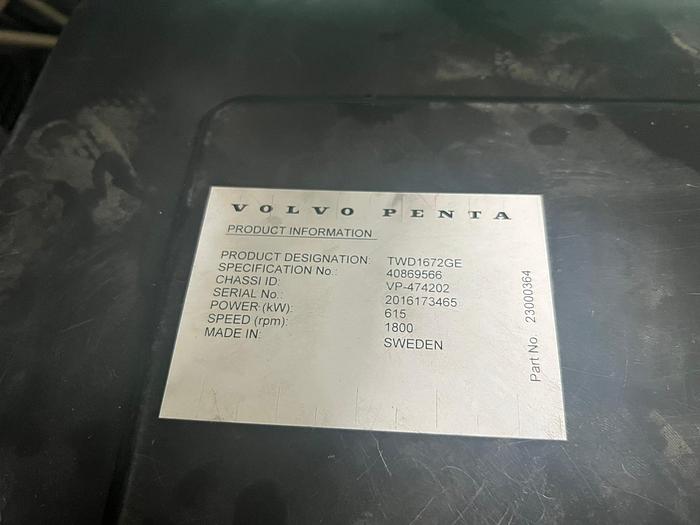 VOLVO PENTA
PRODUCT INFORMATION
PRODUCT DESIGNATION: TWD1672GE
SPECIFICATION No.: 40869566
CHASSI ID: VP-474202
SERIAL No.: 2016173465
POWER (kW): 615
SPEED (rpm): 1800
MADE IN: SWEDEN
Part No. 23000364